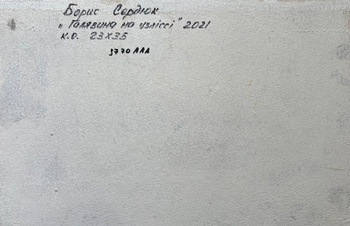 Борис Сердюк
"Галявина на узліссі" 2021
к.о. 23х35
3770 ААА